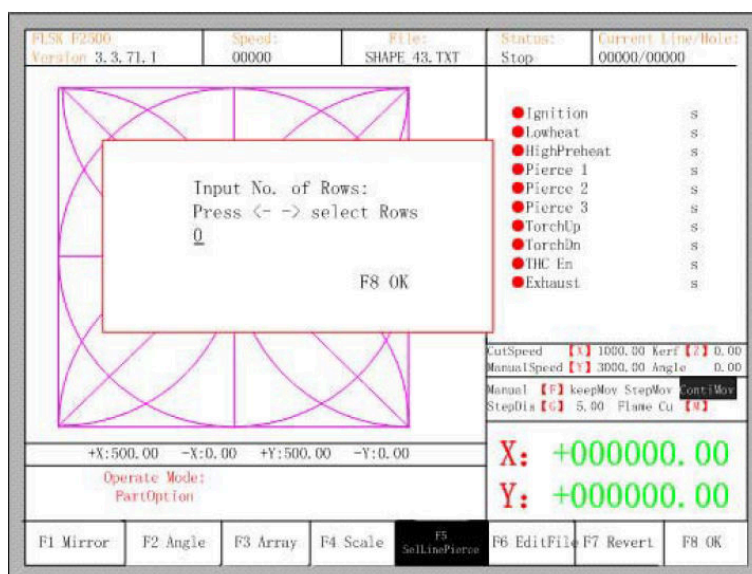 FLSK F2500
Version 3.3.71.1
Speed:
00000
File:
SHAPE_43.TXT
Status:
Stop
Current Line/Hole:
00000/00000
Ignition s
Lowheat s
HighPreheat s
Pierce 1 s
Pierce 2 s
Pierce 3 s
TorchUp s
TorchDn s
THC En s
Exhaust s
Input No. of Rows:
Press <- -> select Rows
0
F8 OK
CutSpeed 【X】 1000.00 Kerf【Z】 0.00
ManualSpeed【Y】 3000.00 Angle 0.00
Manual 【F】 keepMov StepMov ContiMov
StepDis【G】 5.00 Flame Cu 【M】
+X:500.00 -X:0.00 +Y:500.00 -Y:0.00
Operate Mode:
PartOption
X: +000000.00
Y: +000000.00
F1 Mirror
F2 Angle
F3 Array
F4 Scale
F5
SelLinePierce
F6 EditFile
F7 Revert
F8 OK